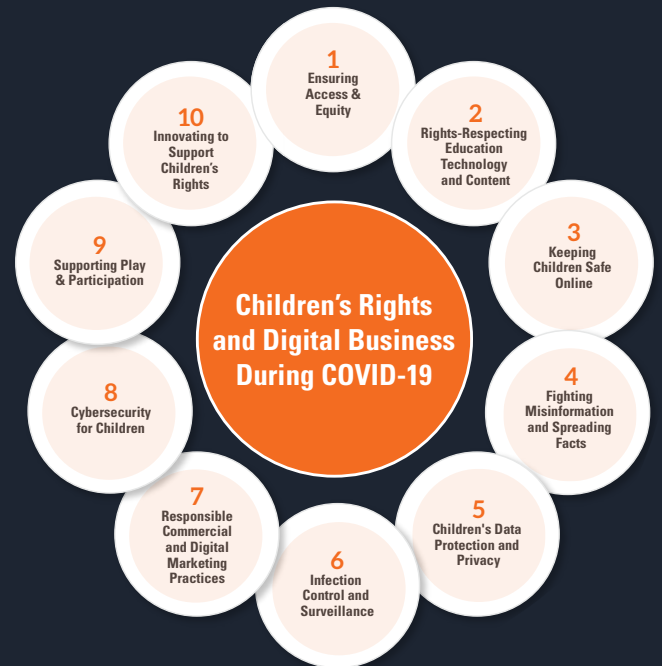 1
Ensuring
Access &
Equity
2
Rights-Respecting
Education
Technology
and Content
3
Keeping
Children Safe
Online
4
Fighting
Misinformation
and Spreading
Facts
5
Children's Data
Protection and
Privacy
6
Infection
Control and
Surveillance
7
Responsible
Commercial
and Digital
Marketing
Practices
8
Cybersecurity
for Children
9
Supporting Play
& Participation
10
Innovating to
Support
Children’s
Rights
Children’s Rights
and Digital Business
During COVID-19